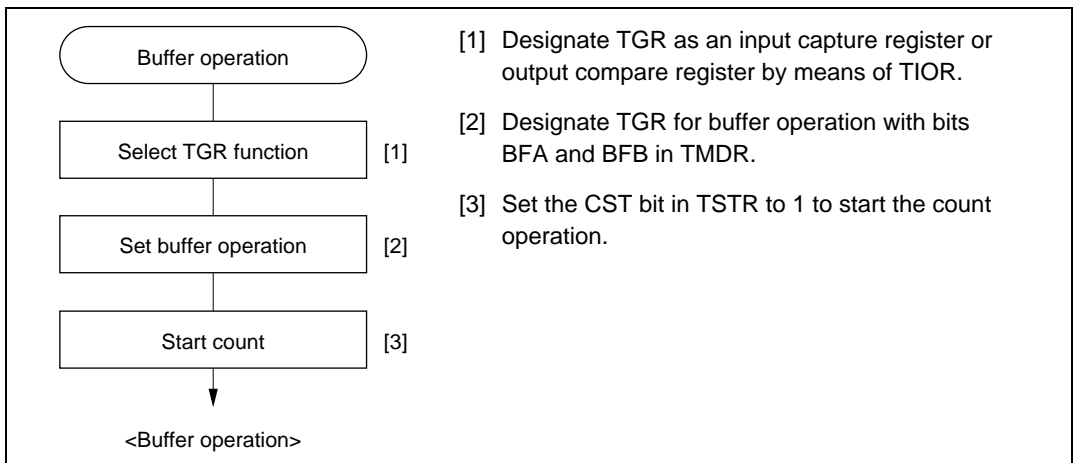 Buffer operation
Select TGR function
[1]
Set buffer operation
[2]
Start count
[3]
<Buffer operation>
[1] Designate TGR as an input capture register or
output compare register by means of TIOR.
[2] Designate TGR for buffer operation with bits
BFA and BFB in TMDR.
[3] Set the CST bit in TSTR to 1 to start the count
operation.